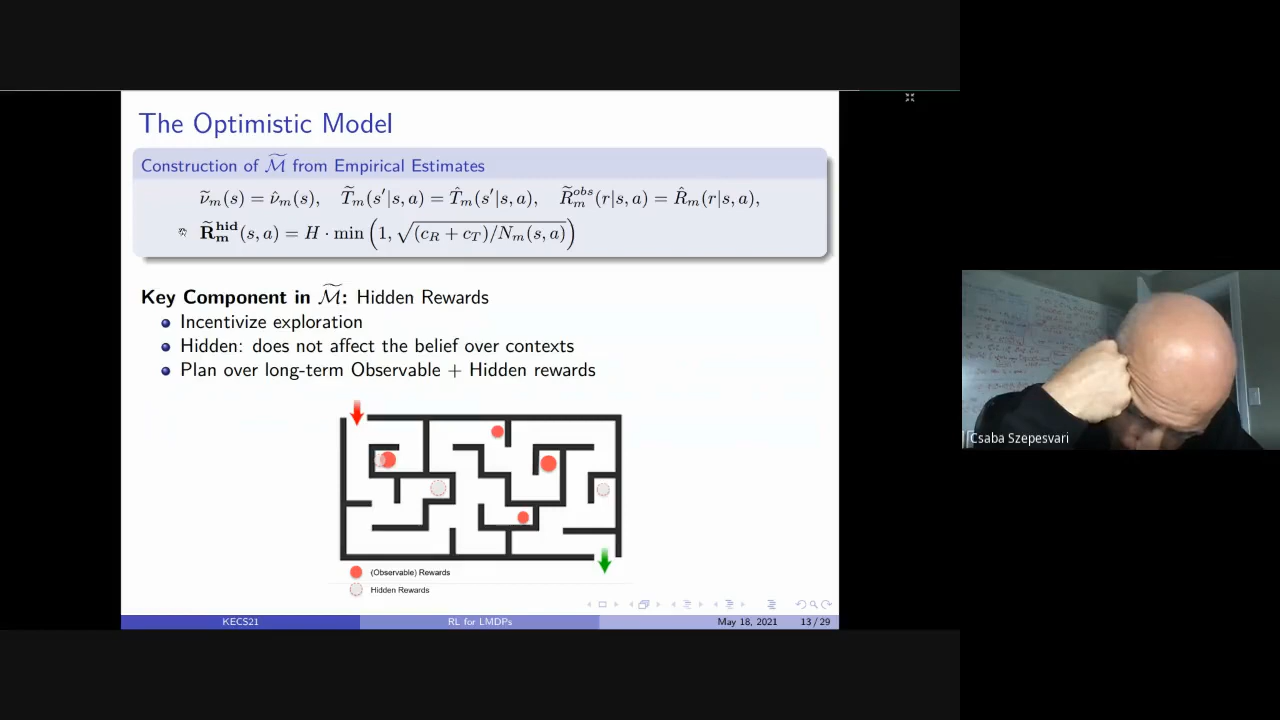 The Optimistic Model
Construction of M̃ from Empirical Estimates
ν̃_m(s) = ν̂_m(s), T̃_m(s'|s, a) = T̂_m(s'|s, a), R̃_m^{obs}(r|s, a) = R̂_m(r|s, a),
R̃_m^{hid}(s, a) = H · min(1, √((c_R + c_T)/N_m(s, a)))
Key Component in M̃: Hidden Rewards
Incentivize exploration
Hidden: does not affect the belief over contexts
Plan over long-term Observable + Hidden rewards
(Observable) Rewards
Hidden Rewards
KECS21 RL for LMDPs May 18, 2021 13 / 29
Csaba Szepesvari